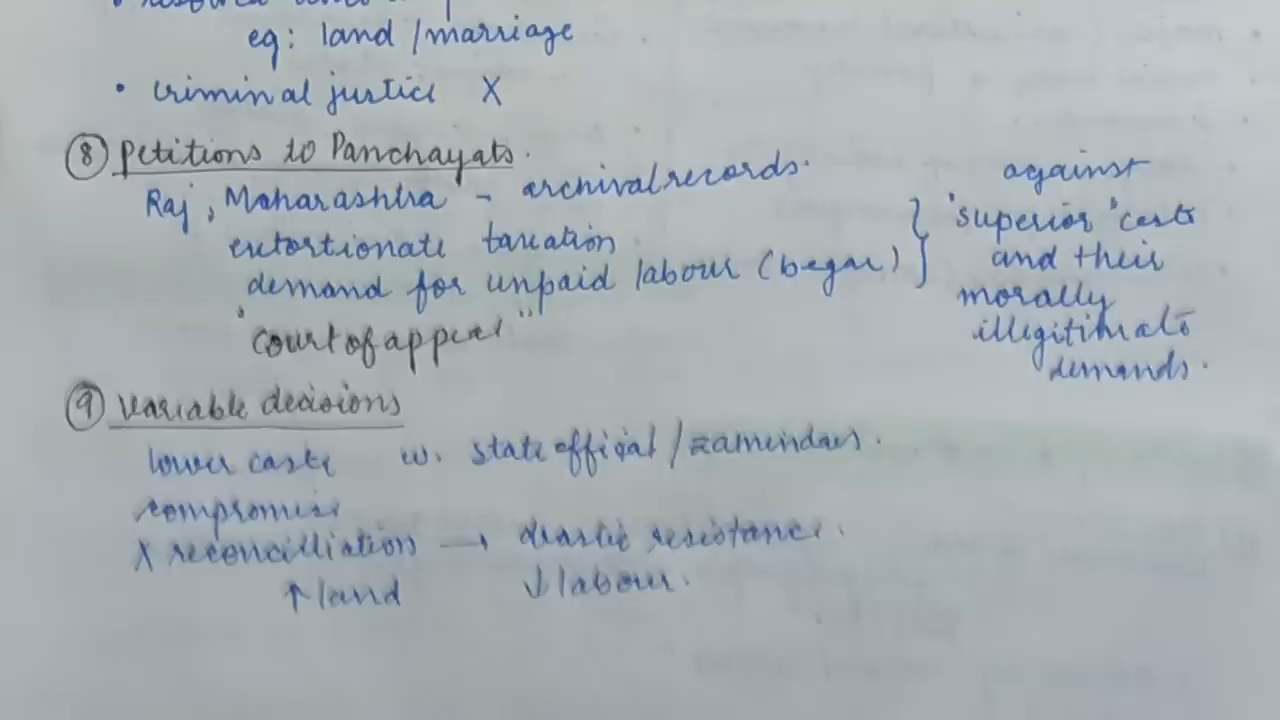 eg: land / marriage
• criminal justice X
⑧ Petitions to Panchayats.
Raj, Maharashtra - archival records.
extortionate taxation
demand for unpaid labour (begar)
"court of appeal"
against
'superior' caste
and their
morally
illegitimate
demands.
⑨ Variable decisions
lower caste w. state official / zamindars.
compromise
X reconcilliation → drastic resistance.
↑ land ↓ labour.